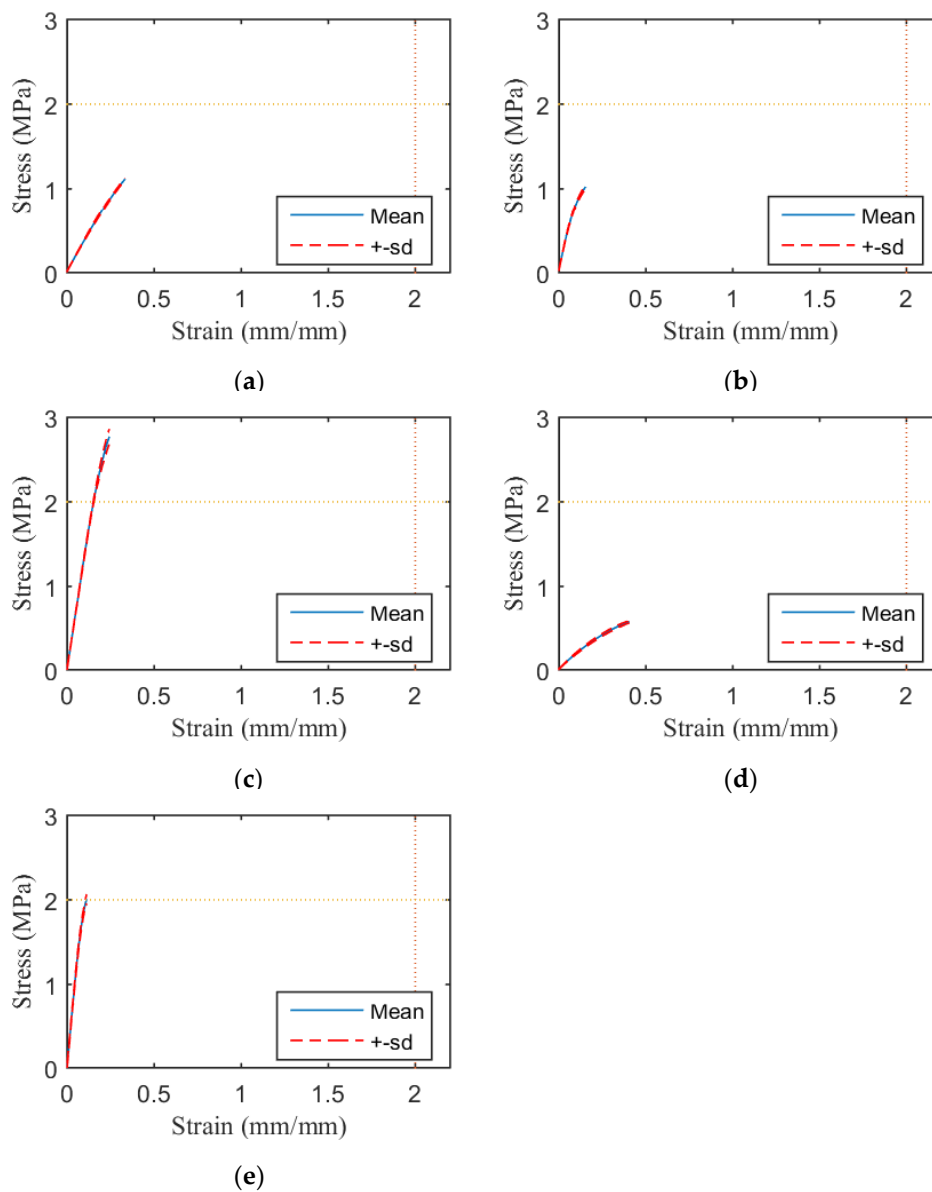 3
2
1
0
Stress (MPa)
Mean
+-sd
0 0.5 1 1.5 2
Strain (mm/mm)
(a)
3
2
1
0
Stress (MPa)
Mean
+-sd
0 0.5 1 1.5 2
Strain (mm/mm)
(b)
3
2
1
0
Stress (MPa)
Mean
+-sd
0 0.5 1 1.5 2
Strain (mm/mm)
(c)
3
2
1
0
Stress (MPa)
Mean
+-sd
0 0.5 1 1.5 2
Strain (mm/mm)
(d)
3
2
1
0
Stress (MPa)
Mean
+-sd
0 0.5 1 1.5 2
Strain (mm/mm)
(e)